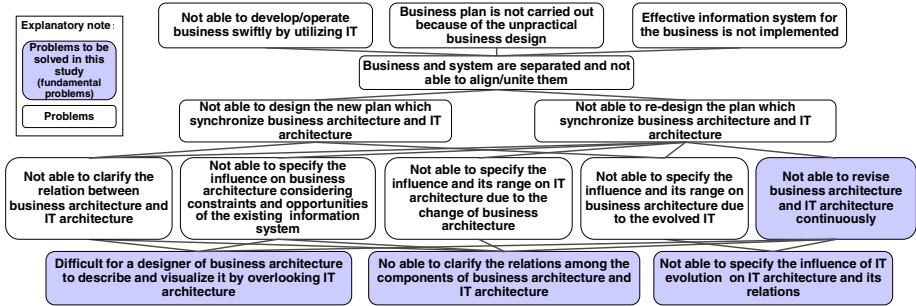 Explanatory note:
Problems to be
solved in this
study
(fundamental
problems)
Problems
Not able to develop/operate
business swiftly by utilizing IT
Business plan is not carried out
because of the unpractical
business design
Effective information system for
the business is not implemented
Business and system are separated and not
able to align/unite them
Not able to design the new plan which
synchronize business architecture and IT
architecture
Not able to re-design the plan which
synchronize business architecture and IT
architecture
Not able to clarify the
relation between
business architecture and
IT architecture
Not able to specify the
influence on business
architecture considering
constraints and opportunities
of the existing information
system
Not able to specify the
influence and its range on IT
architecture due to the
change of business
architecture
Not able to specify the
influence and its range on
business architecture due
to the evolved IT
Not able to revise
business architecture
and IT architecture
continuously
Difficult for a designer of business architecture
to describe and visualize it by overlooking IT
architecture
No able to clarify the relations among the
components of business architecture and
IT architecture
Not able to specify the influence of IT
evolution on IT architecture and its
relations